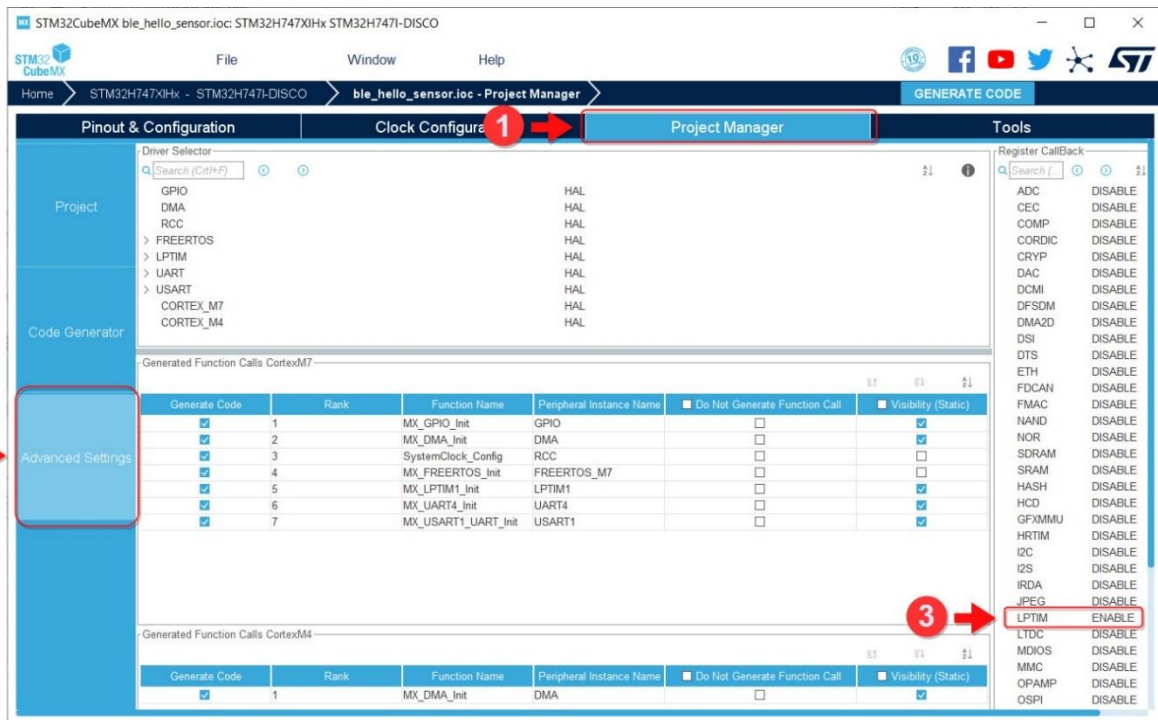 STM32CubeMX ble_hello_sensor.ioc: STM32H747XIHx STM32H747I-DISCO
STM32 CubeMX
File Window Help
10
Home STM32H747XIHx - STM32H747I-DISCO ble_hello_sensor.ioc - Project Manager GENERATE CODE
Pinout & Configuration Clock Configura 1 Project Manager Tools
Project
Code Generator
Advanced Settings
Driver Selector
Search (Crtl+F)
GPIO HAL
DMA HAL
RCC HAL
FREERTOS HAL
LPTIM HAL
UART HAL
USART HAL
CORTEX_M7 HAL
CORTEX_M4 HAL
Generated Function Calls CortexM7
Generate Code Rank Function Name Peripheral Instance Name Do Not Generate Function Call Visibility (Static)
1 MX_GPIO_Init GPIO
2 MX_DMA_Init DMA
3 SystemClock_Config RCC
4 MX_FREERTOS_Init FREERTOS_M7
5 MX_LPTIM1_Init LPTIM1
6 MX_UART4_Init UART4
7 MX_USART1_UART_Init USART1
Generated Function Calls CortexM4
Generate Code Rank Function Name Peripheral Instance Name Do Not Generate Function Call Visibility (Static)
1 MX_DMA_Init DMA
Register CallBack
Search (...
ADC DISABLE
CEC DISABLE
COMP DISABLE
CORDIC DISABLE
CRYP DISABLE
DAC DISABLE
DCMI DISABLE
DFSDM DISABLE
DMA2D DISABLE
DSI DISABLE
DTS DISABLE
ETH DISABLE
FDCAN DISABLE
FMAC DISABLE
NAND DISABLE
NOR DISABLE
SDRAM DISABLE
SRAM DISABLE
HASH DISABLE
HCD DISABLE
GFXMMU DISABLE
HRTIM DISABLE
I2C DISABLE
I2S DISABLE
IRDA DISABLE
JPEG DISABLE
3 LPTIM ENABLE
LTDC DISABLE
MDIOS DISABLE
MMC DISABLE
OPAMP DISABLE
OSPI DISABLE